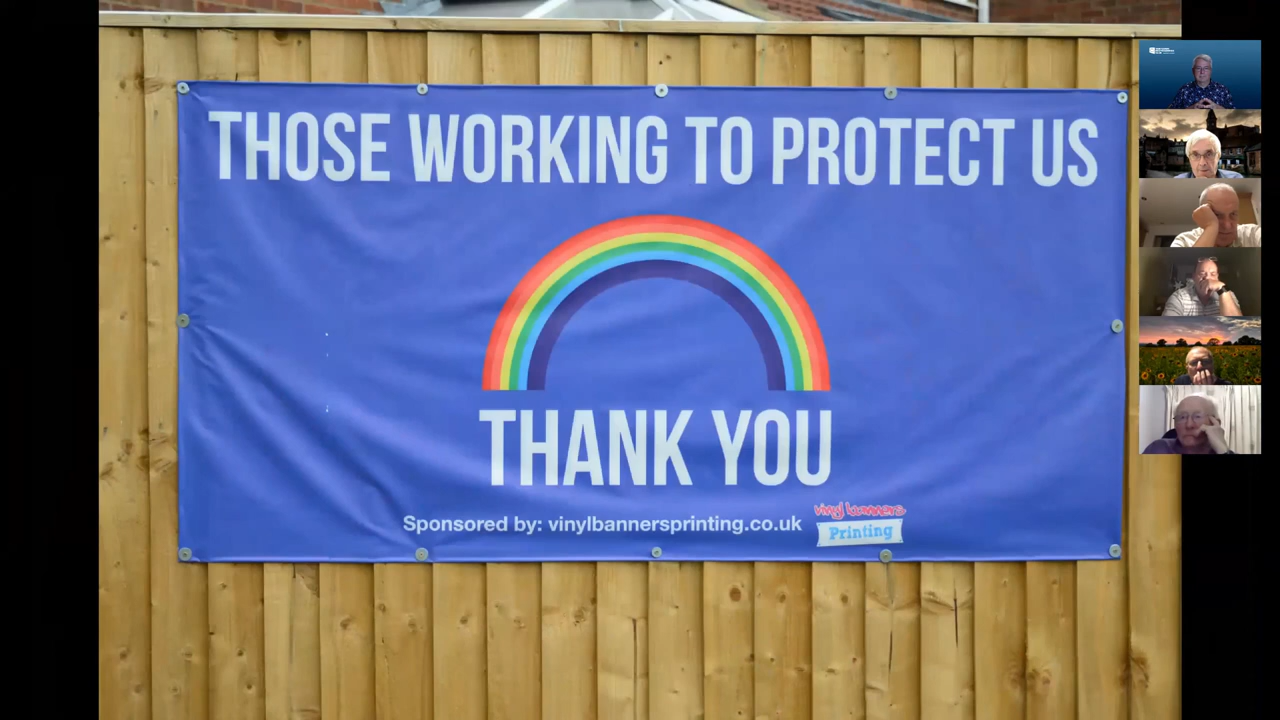 THOSE WORKING TO PROTECT US
THANK YOU
Sponsored by: vinylbannersprinting.co.uk
vinyl banners
Printing